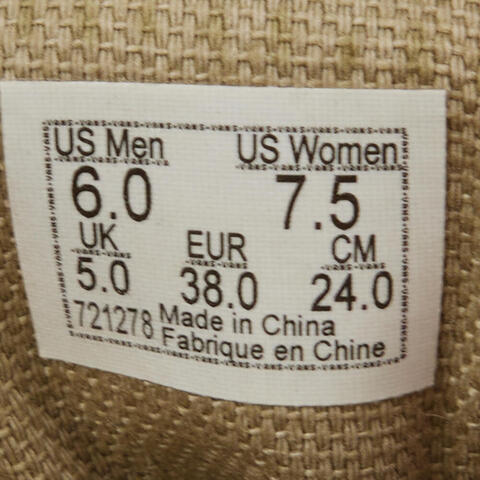 US Men US Women
6.0 7.5
UK EUR CM
5.0 38.0 24.0
721278 Made in China
Fabrique en Chine